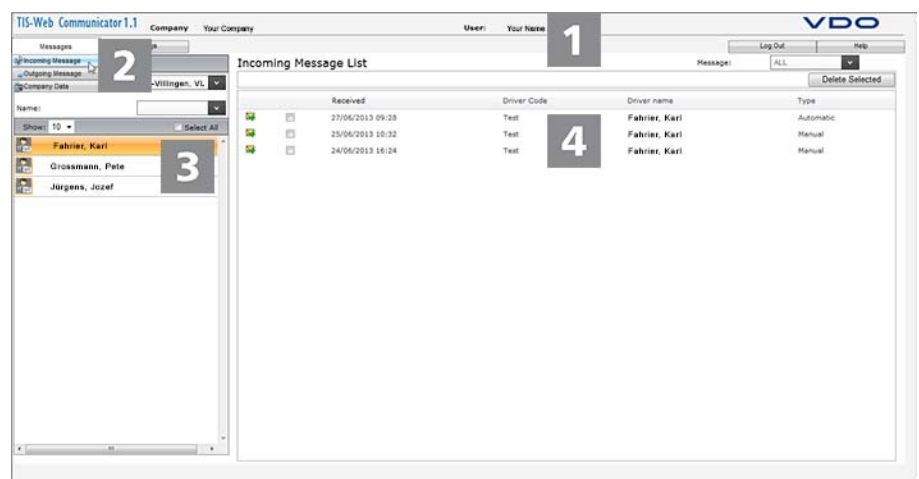 TIS-Web Communicator 1.1 Company Your Company User: Your Name 1 VDO
Messages Log Out Help
Incoming Message 2 Incoming Message List Message: ALL
Outgoing Message
Company Data -Villingen, VL Delete Selected
Name: Received Driver Code Driver name Type
Show: 10 Select All 27/06/2013 09:28 Test Fahrier, Karl Automatic
25/06/2013 10:32 Test 4 Fahrier, Karl Manual
Fahrier, Karl 3 24/06/2013 16:24 Test Fahrier, Karl Manual
Grossmann, Pete
Jürgens, Jozef